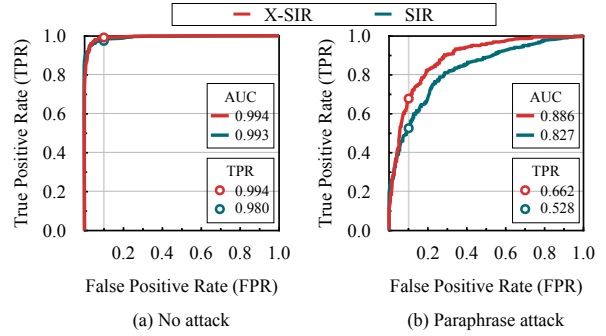 X-SIR SIR
True Positive Rate (TPR)
1.0
0.8
0.6
0.4
0.2
0.0
AUC
0.994
0.993
TPR
0.994
0.980
0.2 0.4 0.6 0.8 1.0
False Positive Rate (FPR)
(a) No attack
True Positive Rate (TPR)
1.0
0.8
0.6
0.4
0.2
0.0
AUC
0.886
0.827
TPR
0.662
0.528
0.2 0.4 0.6 0.8 1.0
False Positive Rate (FPR)
(b) Paraphrase attack